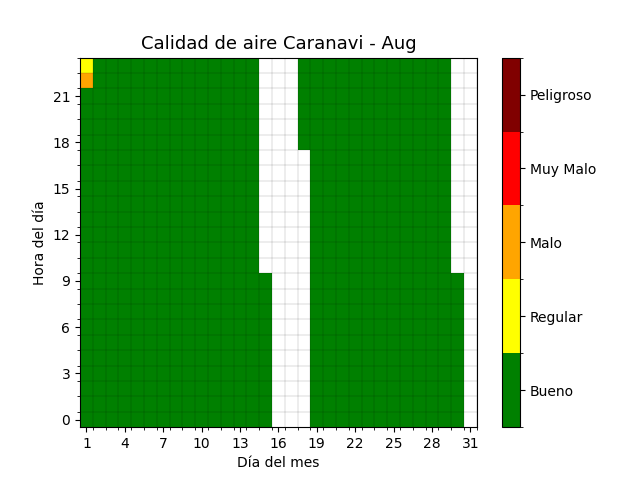 Calidad de aire Caranavi - Aug
Hora del día
21
18
15
12
9
6
3
0
1 4 7 10 13 16 19 22 25 28 31
Día del mes
Peligroso
Muy Malo
Malo
Regular
Bueno